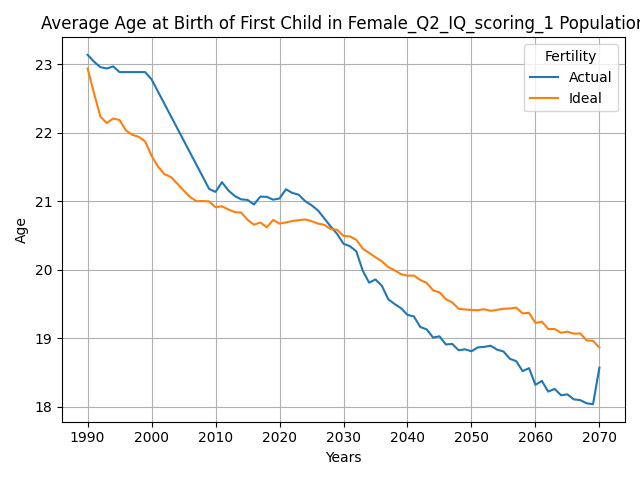 Average Age at Birth of First Child in Female_Q2_IQ_scoring_1 Population
Fertility
Actual
Ideal
Age
23
22
21
20
19
18
1990 2000 2010 2020 2030 2040 2050 2060 2070
Years